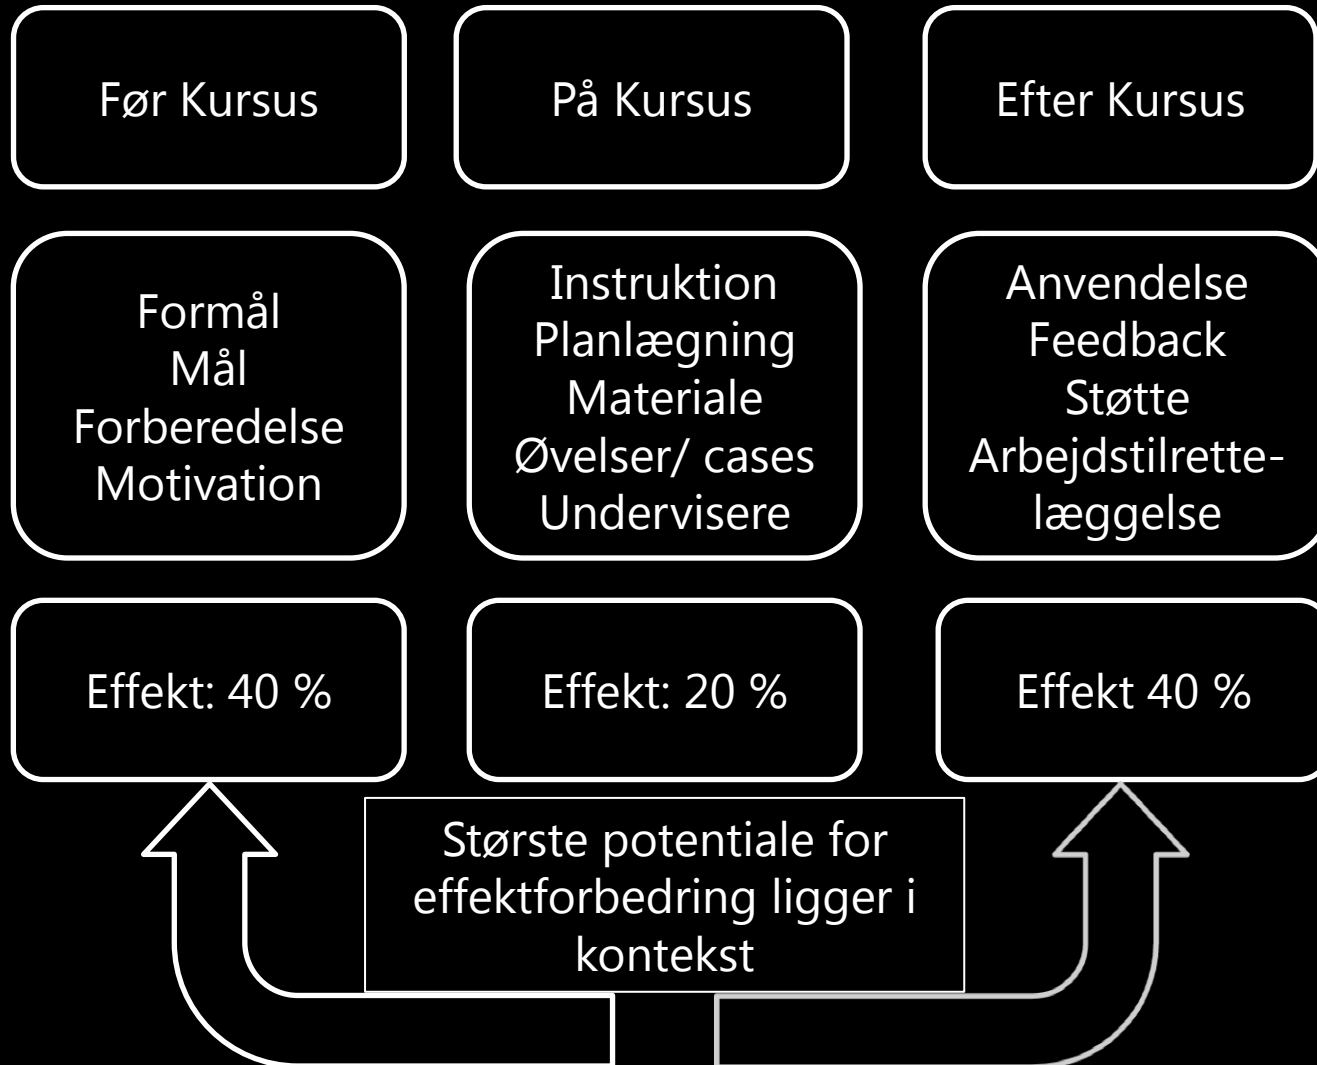 Før Kursus
På Kursus
Efter Kursus
Formål
Mål
Forberedelse
Motivation
Instruktion
Planlægning
Materiale
Øvelser/ cases
Undervisere
Anvendelse
Feedback
Støtte
Arbejdstilrette-
læggelse
Effekt: 40 %
Effekt: 20 %
Effekt 40 %
Største potentiale for
effektforbedring ligger i
kontekst